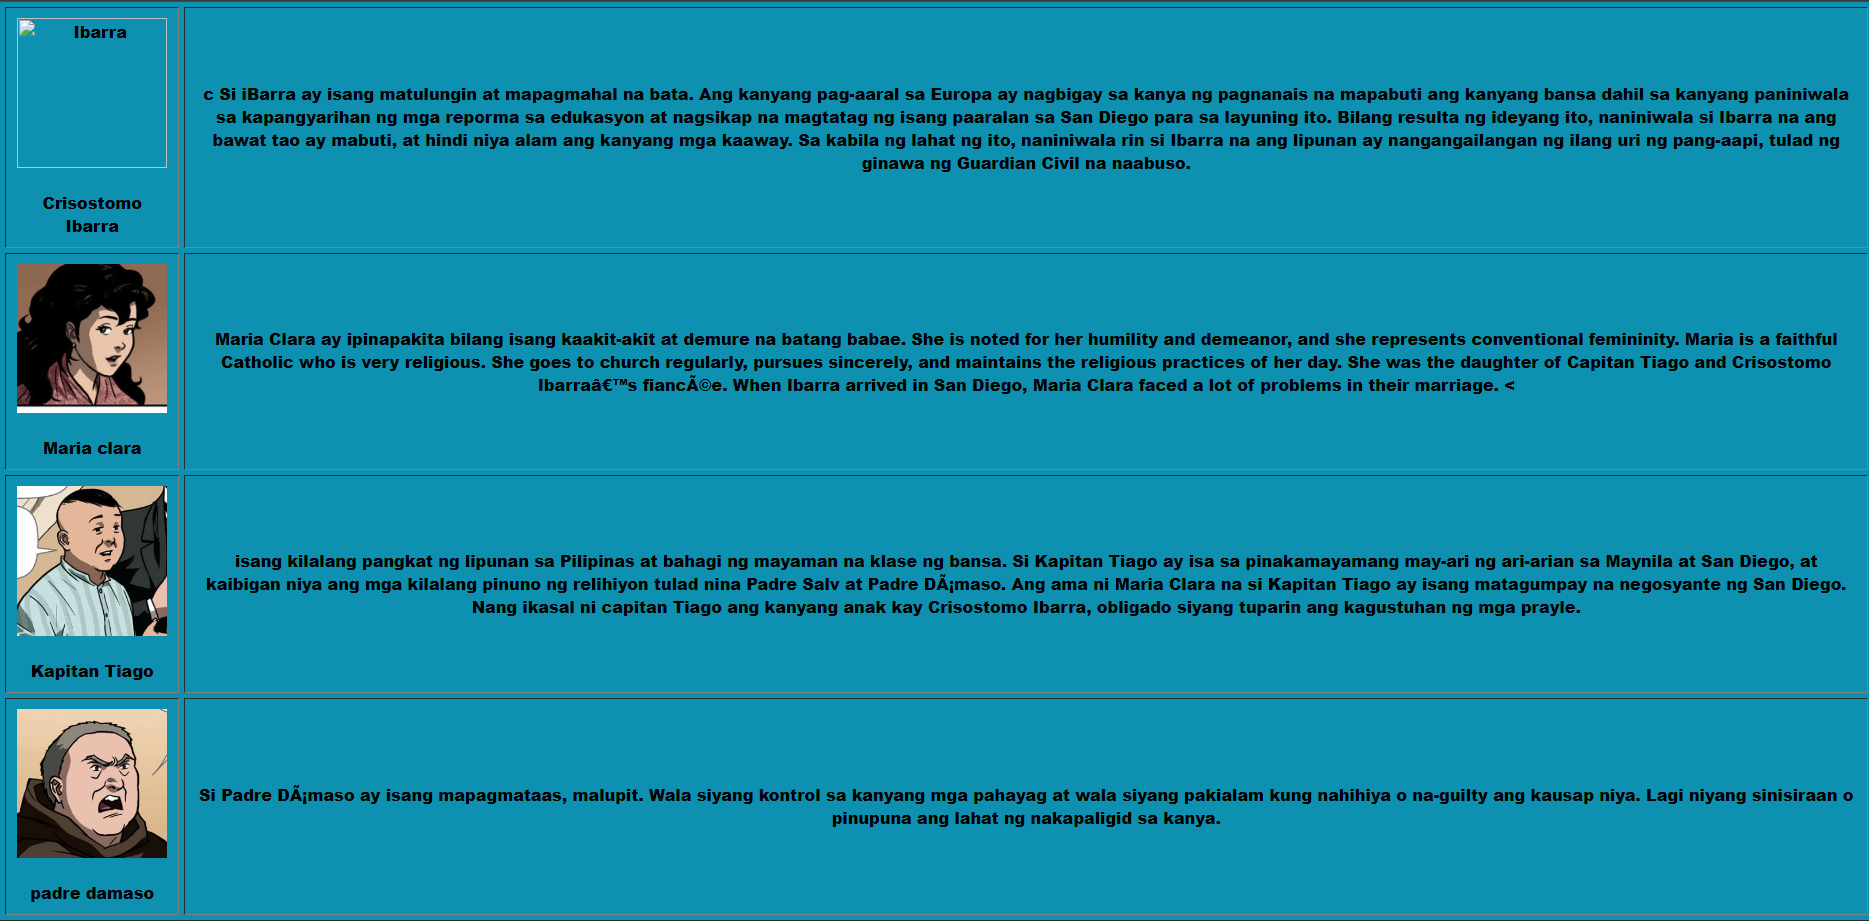 Ibarra
Crisostomo
Ibarra
c Si iBarra ay isang matulungin at mapagmahal na bata. Ang kanyang pag-aaral sa Europa ay nagbigay sa kanya ng pagnanais na mapabuti ang kanyang bansa dahil sa kanyang paniniwala
sa kapangyarihan ng mga reporma sa edukasyon at nagsikap na magtatag ng isang paaralan sa San Diego para sa layuning ito. Bilang resulta ng ideyang ito, naniniwala si Ibarra na ang
bawat tao ay mabuti, at hindi niya alam ang kanyang mga kaaway. Sa kabila ng lahat ng ito, naniniwala rin si Ibarra na ang lipunan ay nangangailangan ng ilang uri ng pang-aapi, tulad ng
ginawa ng Guardian Civil na naabuso.
Maria clara
Maria Clara ay ipinapakita bilang isang kaakit-akit at demure na batang babae. She is noted for her humility and demeanor, and she represents conventional femininity. Maria is a faithful
Catholic who is very religious. She goes to church regularly, pursues sincerely, and maintains the religious practices of her day. She was the daughter of Capitan Tiago and Crisostomo
Ibarraâ€™s fiancÃ©e. When Ibarra arrived in San Diego, Maria Clara faced a lot of problems in their marriage. <
Kapitan Tiago
isang kilalang pangkat ng lipunan sa Pilipinas at bahagi ng mayaman na klase ng bansa. Si Kapitan Tiago ay isa sa pinakamayamang may-ari ng ari-arian sa Maynila at San Diego, at
kaibigan niya ang mga kilalang pinuno ng relihiyon tulad nina Padre Salv at Padre DÃ¡maso. Ang ama ni Maria Clara na si Kapitan Tiago ay isang matagumpay na negosyante ng San Diego.
Nang ikasal ni capitan Tiago ang kanyang anak kay Crisostomo Ibarra, obligado siyang tuparin ang kagustuhan ng mga prayle.
padre damaso
Si Padre DÃ¡maso ay isang mapagmataas, malupit. Wala siyang kontrol sa kanyang mga pahayag at wala siyang pakialam kung nahihiya o na-guilty ang kausap niya. Lagi niyang sinisiraan o
pinupuna ang lahat ng nakapaligid sa kanya.